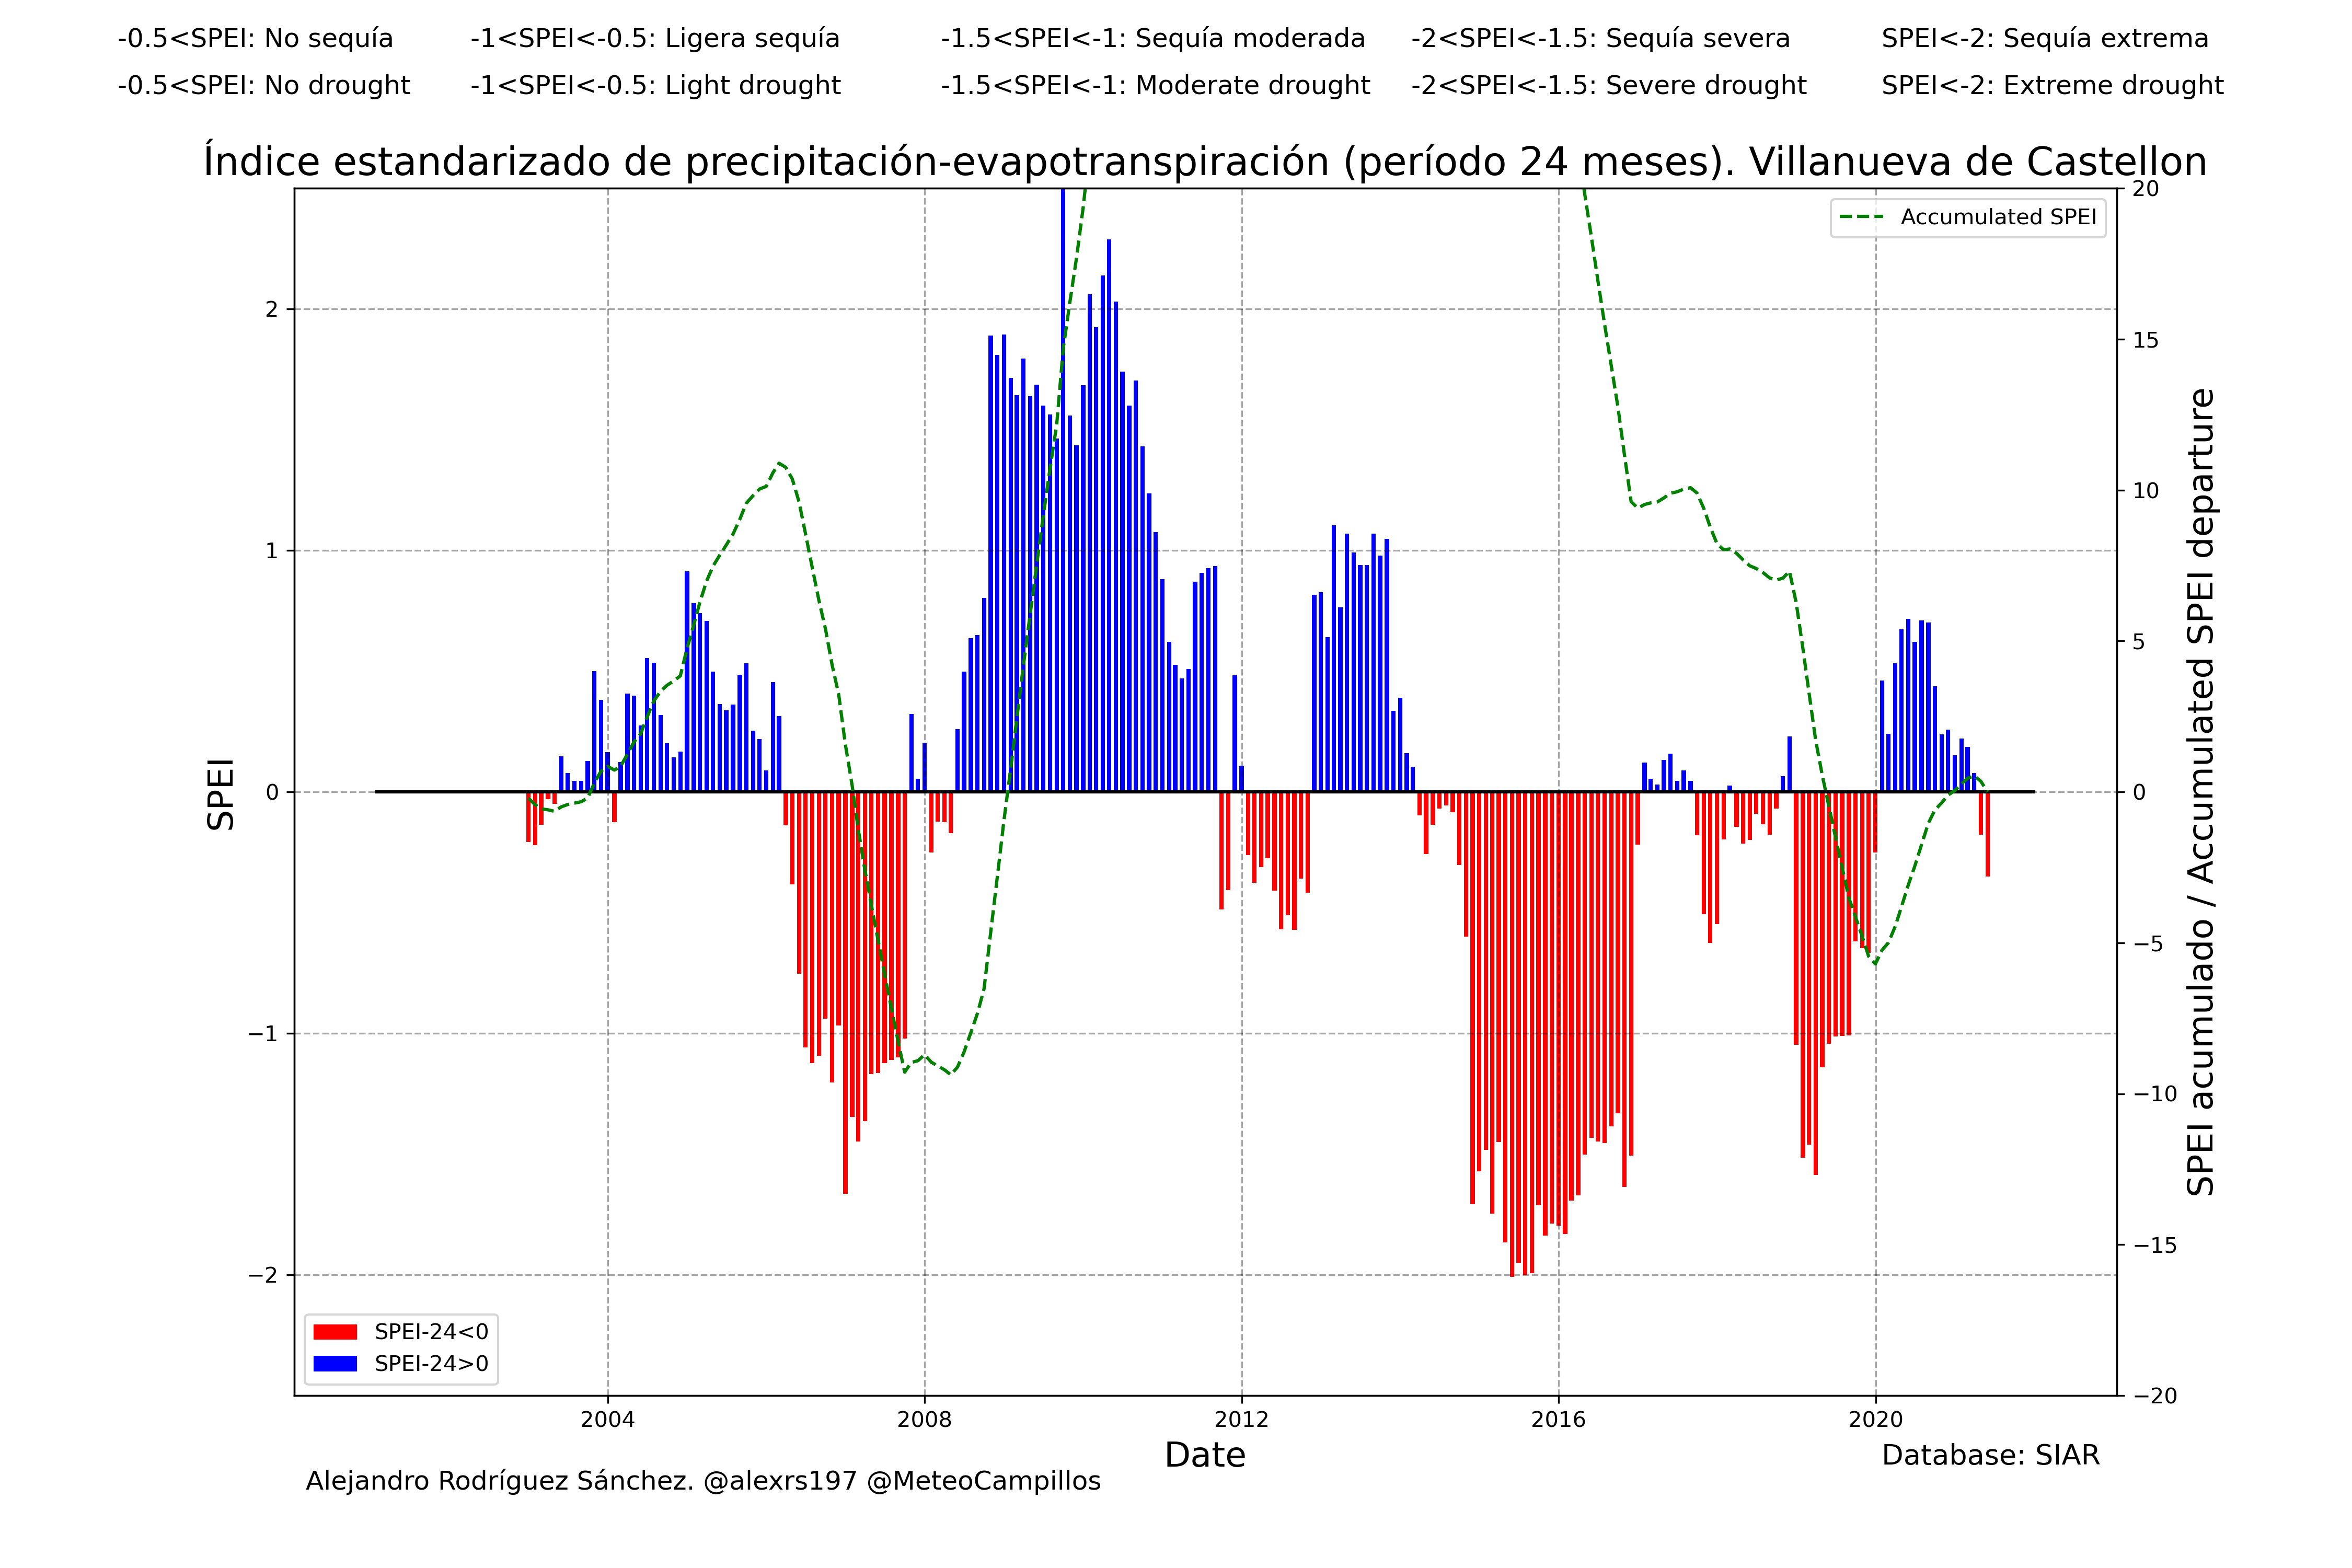 -0.5<SPEI: No sequía -1<SPEI<-0.5: Ligera sequía -1.5<SPEI<-1: Sequía moderada -2<SPEI<-1.5: Sequía severa SPEI<-2: Sequía extrema
-0.5<SPEI: No drought -1<SPEI<-0.5: Light drought -1.5<SPEI<-1: Moderate drought -2<SPEI<-1.5: Severe drought SPEI<-2: Extreme drought
Índice estandarizado de precipitación-evapotranspiración (período 24 meses). Villanueva de Castellon
Accumulated SPEI
SPEI
2
1
0
−1
−2
20
15
10
5
0
−5
−10
−15
−20
SPEI acumulado / Accumulated SPEI departure
SPEI-24<0
SPEI-24>0
2004 2008 2012 2016 2020
Date
Database: SIAR
Alejandro Rodríguez Sánchez. @alexrs197 @MeteoCampillos